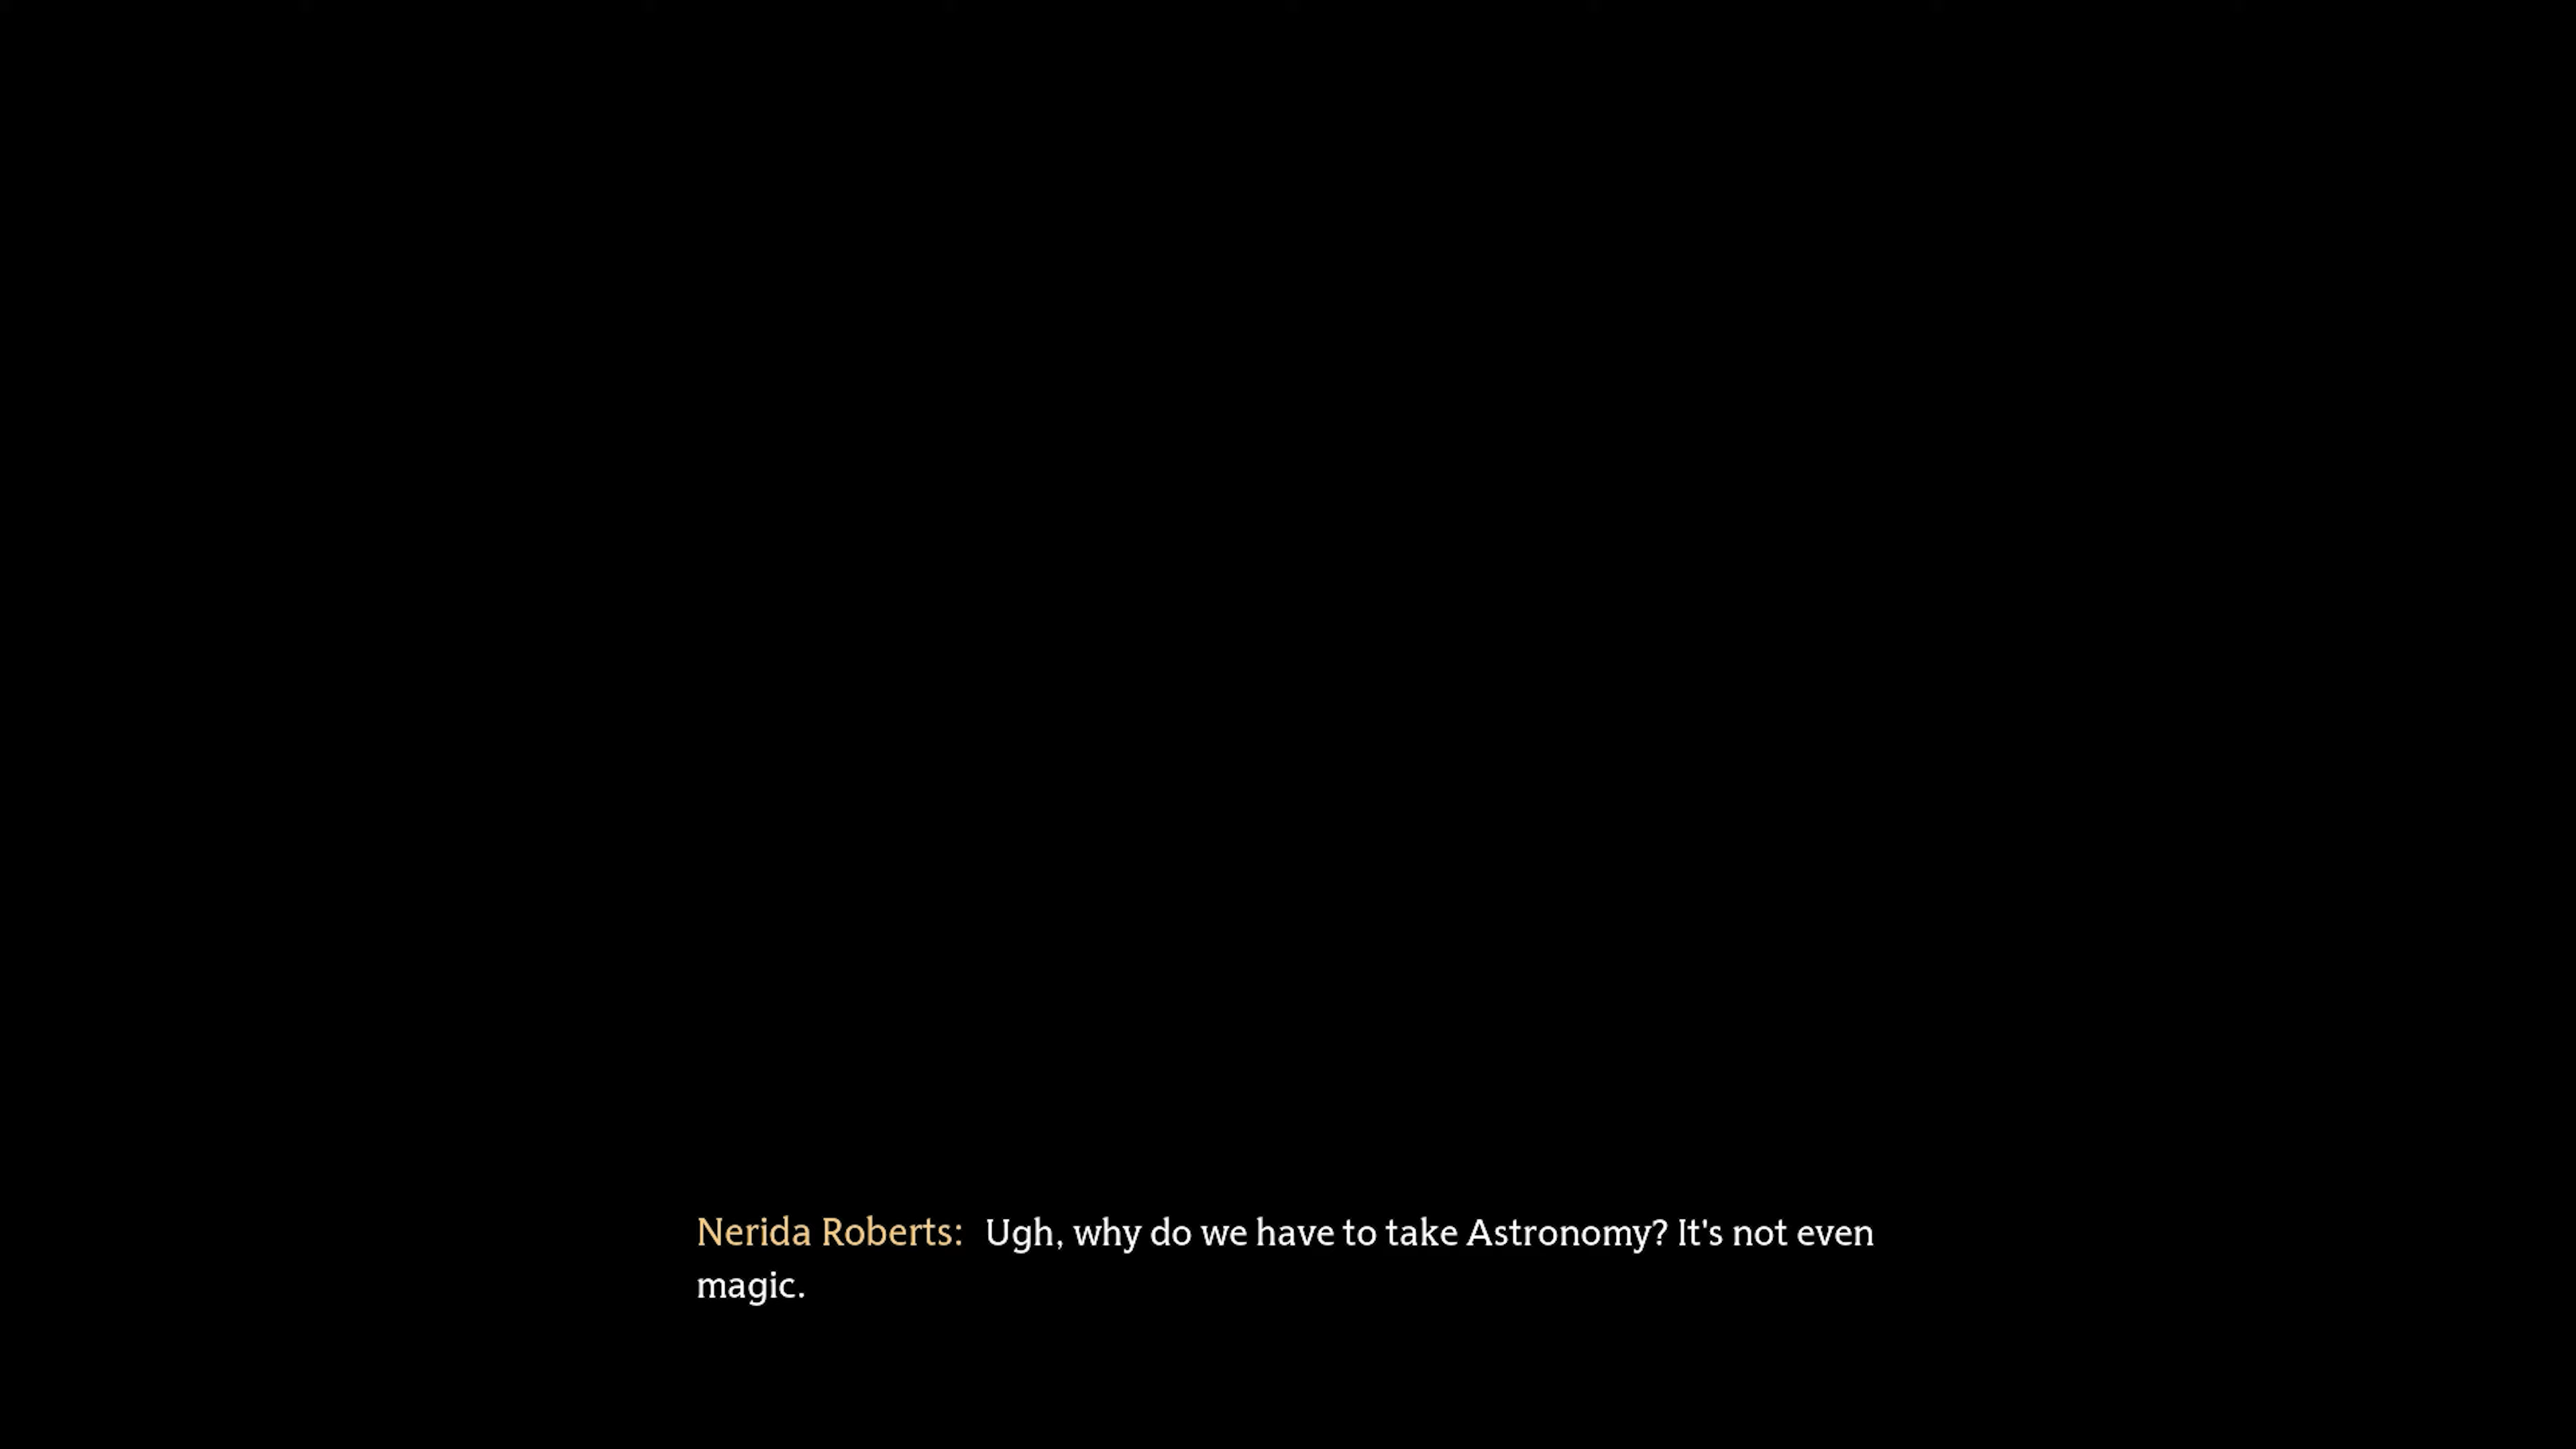 Nerida Roberts: Ugh, why do we have to take Astronomy? It's not even
magic.